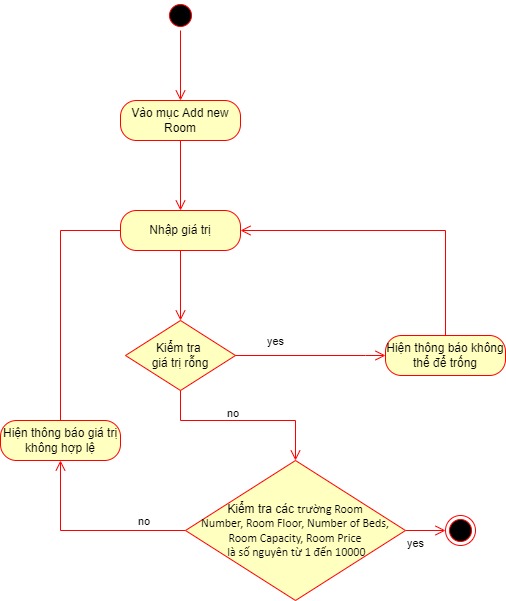 Vào mục Add new
Room
Nhập giá trị
Kiểm tra
giá trị rỗng
yes
Hiện thông báo không
thể để trống
no
Hiện thông báo giá trị
không hợp lệ
Kiểm tra các trường Room
Number, Room Floor, Number of Beds,
Room Capacity, Room Price
là số nguyên từ 1 đến 10000
no
yes